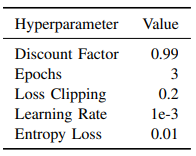 Hyperparameter Value
Discount Factor 0.99
Epochs 3
Loss Clipping 0.2
Learning Rate 1e-3
Entropy Loss 0.01